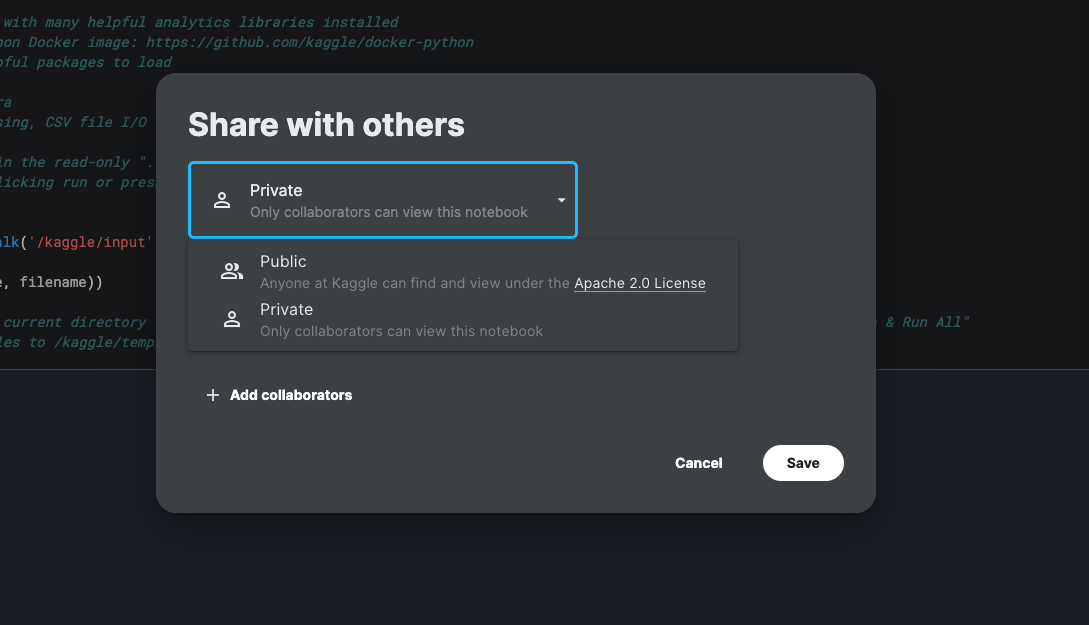 with many helpful analytics libraries installed
on Docker image: https://github.com/kaggle/docker-python
ful packages to load
ra
sing, CSV file I/O
in the read-only ".
licking run or pres
alk('/kaggle/input'
e, filename))
current directory & Run All"
les to /kaggle/temp
Share with others
Private
Only collaborators can view this notebook
Public
Anyone at Kaggle can find and view under the Apache 2.0 License
Private
Only collaborators can view this notebook
+ Add collaborators
Cancel Save